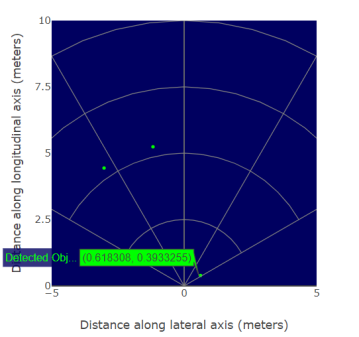 Distance along longitudinal axis (meters)
10
7.5
5
2.5
0
Detected Obj... (0.618308, 0.3933255)
−5
0
5
Distance along lateral axis (meters)